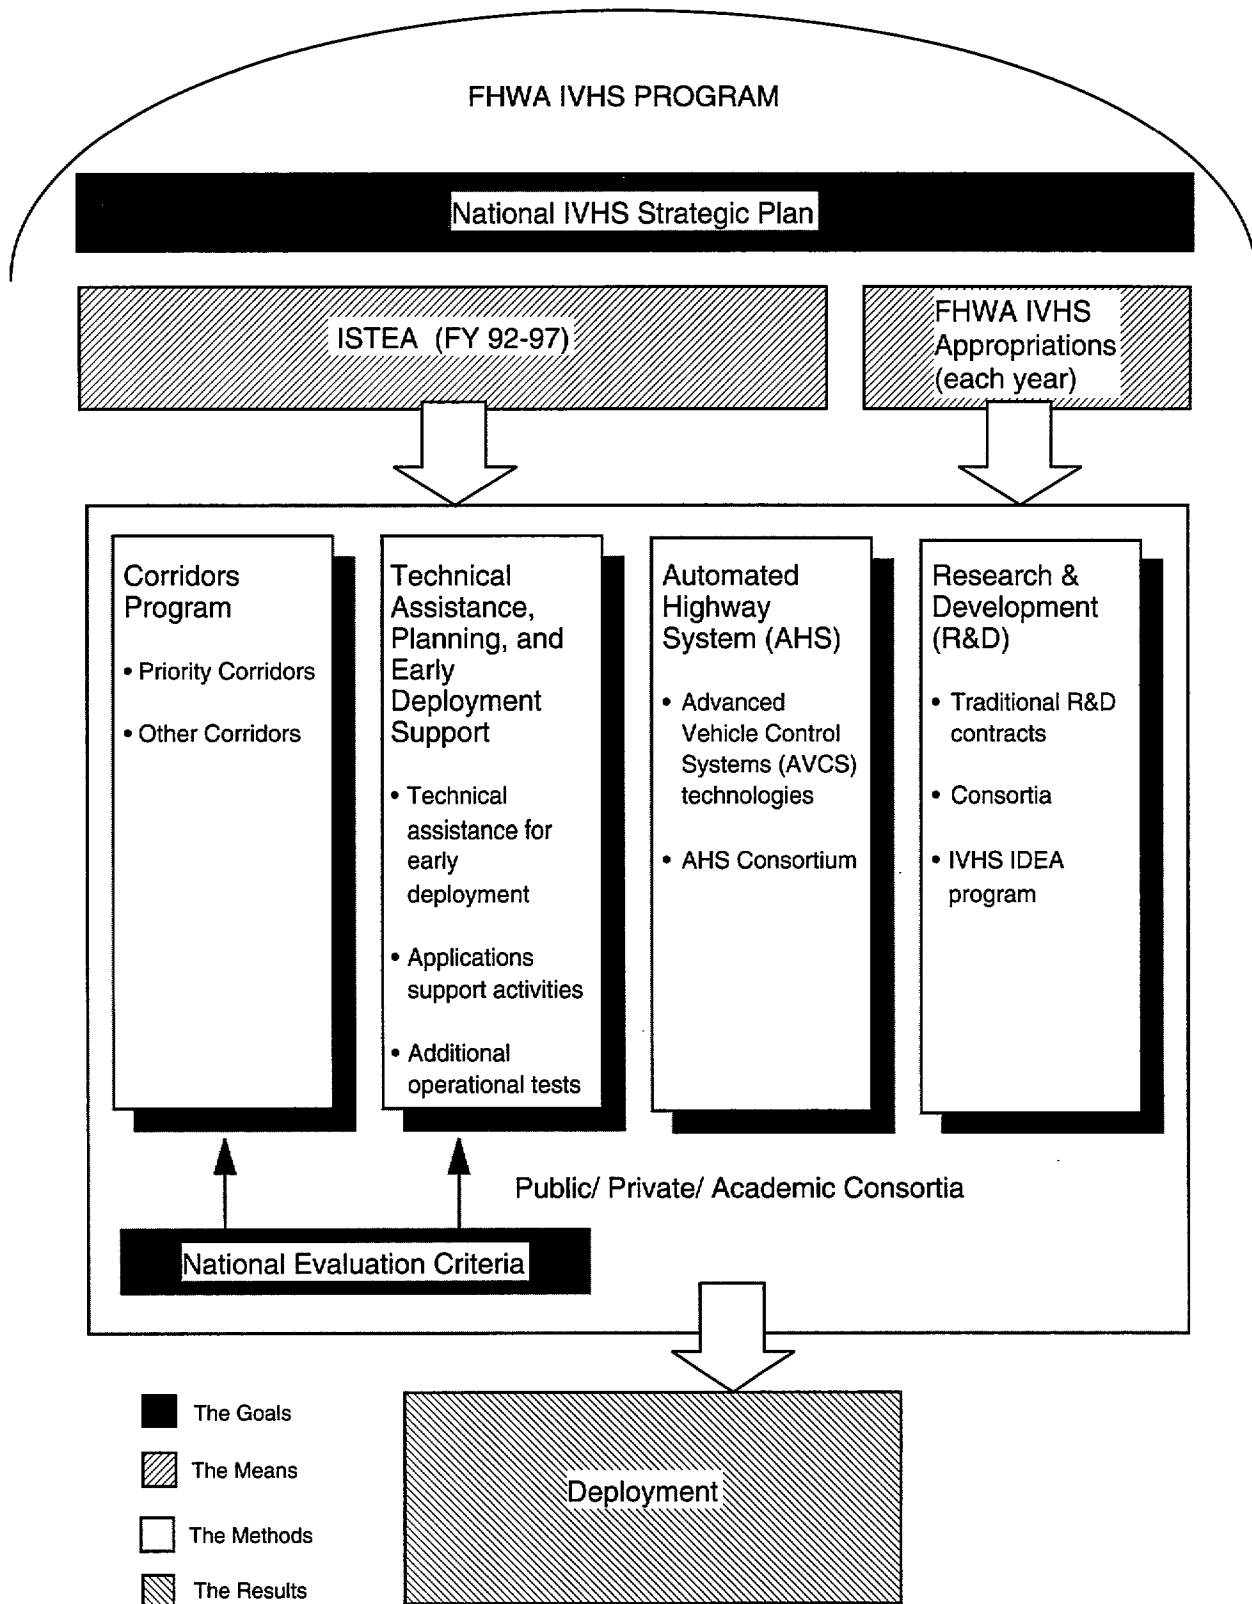 FHWA IVHS PROGRAM
National IVHS Strategic Plan
ISTEA (FY 92-97)
FHWA IVHS
Appropriations
(each year)
Corridors
Program
• Priority Corridors
• Other Corridors
Technical
Assistance,
Planning, and
Early
Deployment
Support
• Technical
assistance for
early
deployment
• Applications
support activities
• Additional
operational tests
Automated
Highway
System (AHS)
• Advanced
Vehicle Control
Systems (AVCS)
technologies
• AHS Consortium
Research &
Development
(R&D)
• Traditional R&D
contracts
• Consortia
• IVHS IDEA
program
Public/ Private/ Academic Consortia
National Evaluation Criteria
The Goals
The Means
The Methods
The Results
Deployment